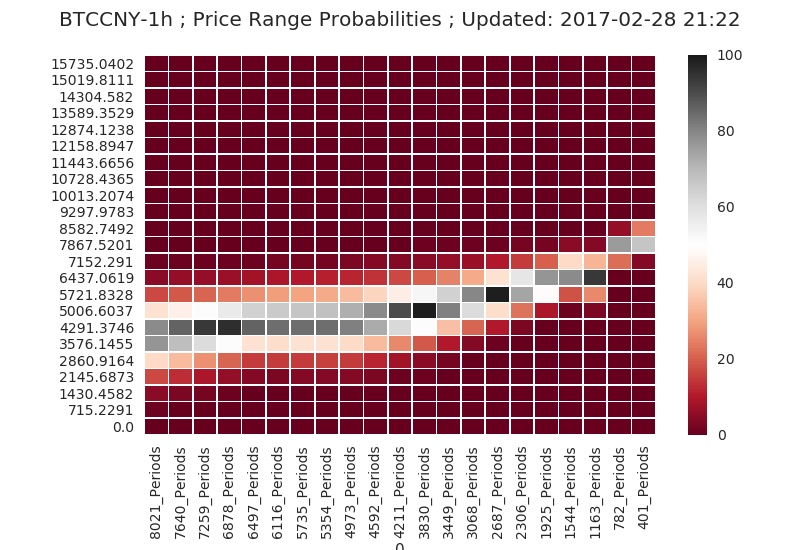 BTCCNY-1h ; Price Range Probabilities ; Updated: 2017-02-28 21:22
15735.0402
15019.8111
14304.582
13589.3529
12874.1238
12158.8947
11443.6656
10728.4365
10013.2074
9297.9783
8582.7492
7867.5201
7152.291
6437.0619
5721.8328
5006.6037
4291.3746
3576.1455
2860.9164
2145.6873
1430.4582
715.2291
0.0
100
80
60
40
20
0
8021_Periods
7640_Periods
7259_Periods
6878_Periods
6497_Periods
6116_Periods
5735_Periods
5354_Periods
4973_Periods
4592_Periods
4211_Periods
3830_Periods
3449_Periods
3068_Periods
2687_Periods
2306_Periods
1925_Periods
1544_Periods
1163_Periods
782_Periods
401_Periods